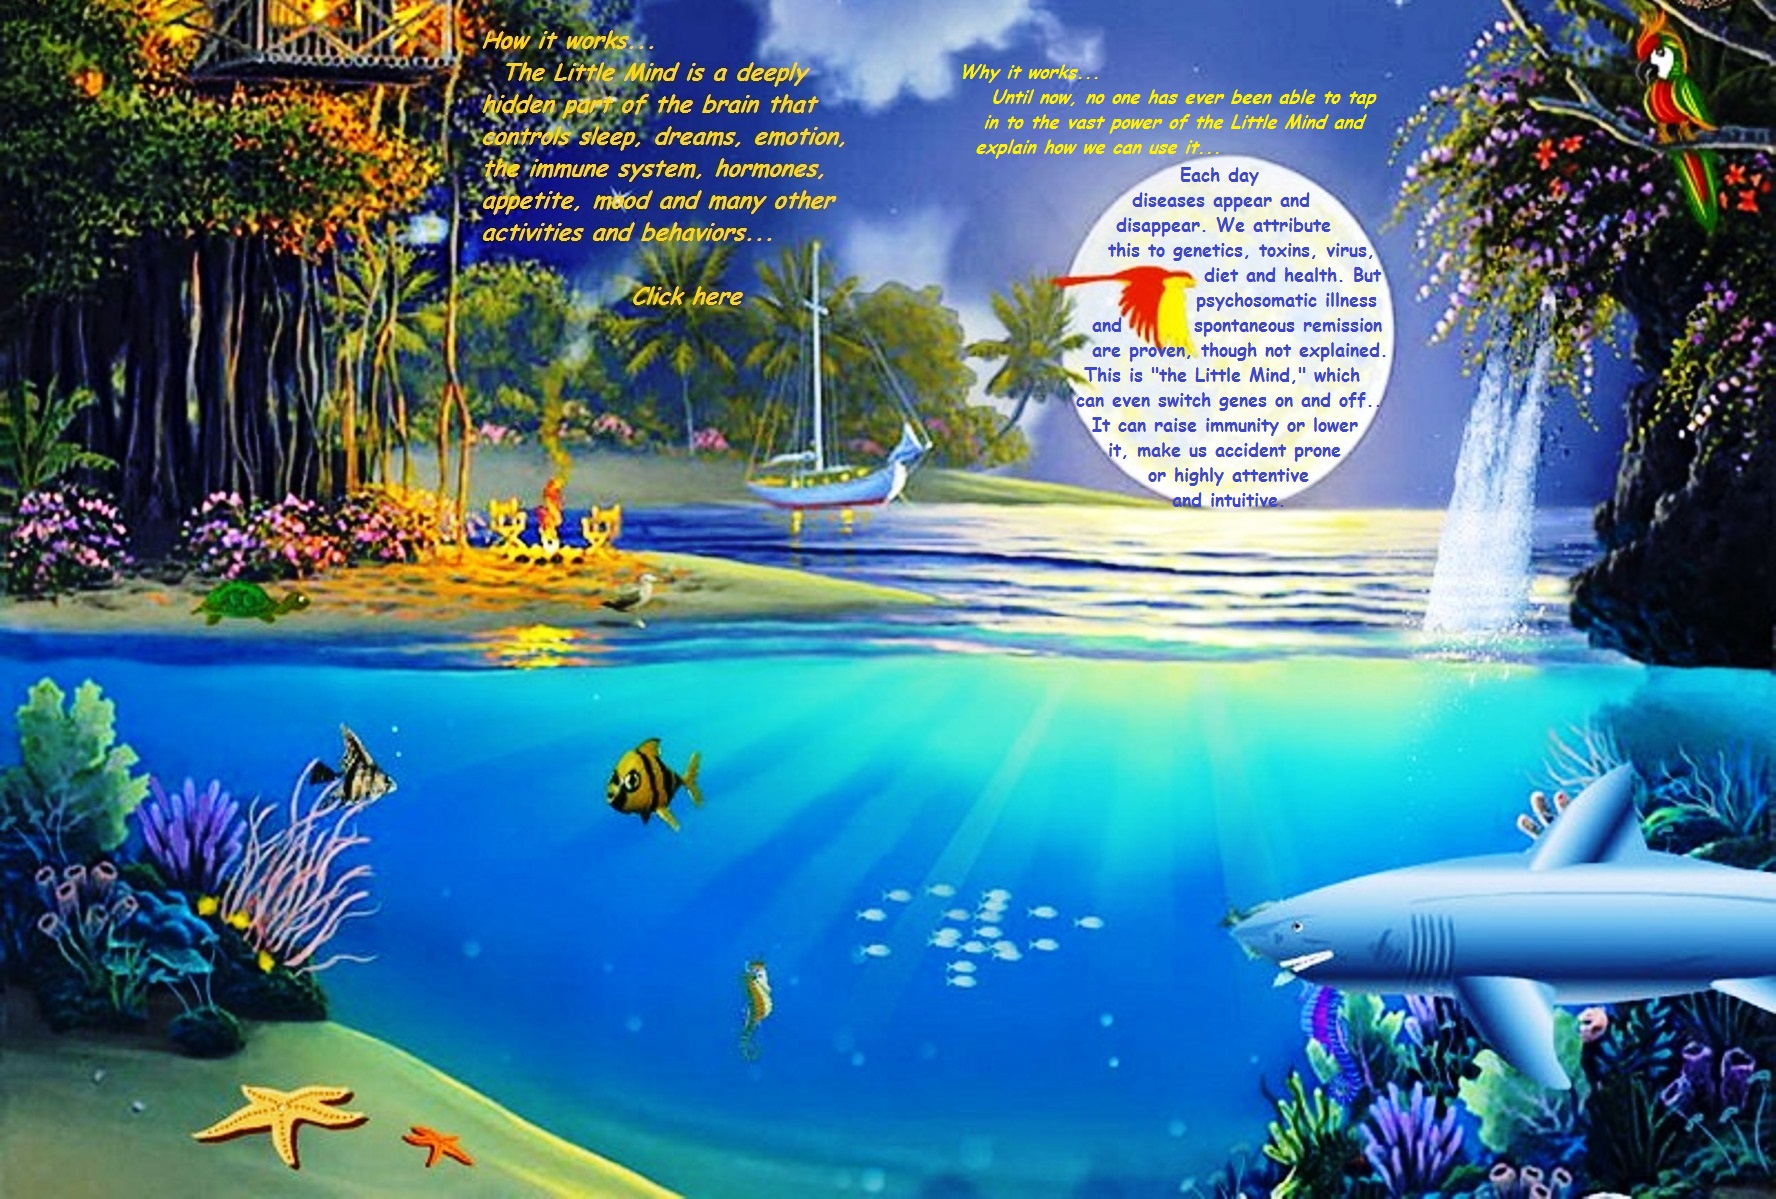 How it works...
The Little Mind is a deeply
hidden part of the brain that
controls sleep, dreams, emotion,
the immune system, hormones,
appetite, mood and many other
activities and behaviors...
Click here
Why it works...
Until now, no one has ever been able to tap
in to the vast power of the Little Mind and
explain how we can use it...
Each day
diseases appear and
disappear. We attribute
this to genetics, toxins, virus,
diet and health. But
psychosomatic illness
and spontaneous remission
are proven, though not explained.
This is "the Little Mind," which
can even switch genes on and off..
It can raise immunity or lower
it, make us accident prone
or highly attentive
and intuitive.